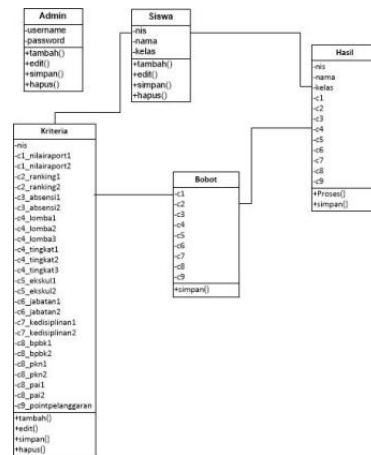 Admin
-username
-password
+tambah()
+edit()
+simpan()
+hapus()
Siswa
-nis
-nama
-kelas
+tambah()
+edit()
+simpan()
+hapus()
Hasil
-nis
-nama
-kelas
-c1
-c2
-c3
-c4
-c5
-c6
-c7
-c8
-c9
+Proses()
+simpan()
Kriteria
-nis
-c1_nilairaport1
-c1_nilairaport2
-c2_ranking1
-c2_ranking2
-c3_absensi1
-c3_absensi2
-c4_lomba1
-c4_lomba2
-c4_lomba3
-c4_tingkat1
-c4_tingkat2
-c4_tingkat3
-c5_ekskul1
-c5_ekskul2
-c6_jabatan1
-c6_jabatan2
-c7_kedisiplinan1
-c7_kedisiplinan2
-c8_bpbk1
-c8_bpbk2
-c8_pkn1
-c8_pkn2
-c8_pai1
-c8_pai2
-c9_pointpelanggaran
+tambah()
+edit()
+simpan()
+hapus()
Bobot
-c1
-c2
-c3
-c4
-c5
-c6
-c7
-c8
-c9
+simpan()